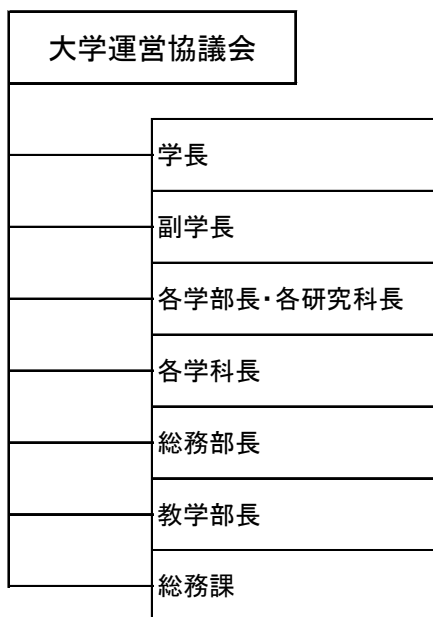 大学運営協議会
学長
副学長
各学部長・各研究科長
各学科長
総務部長
教学部長
総務課